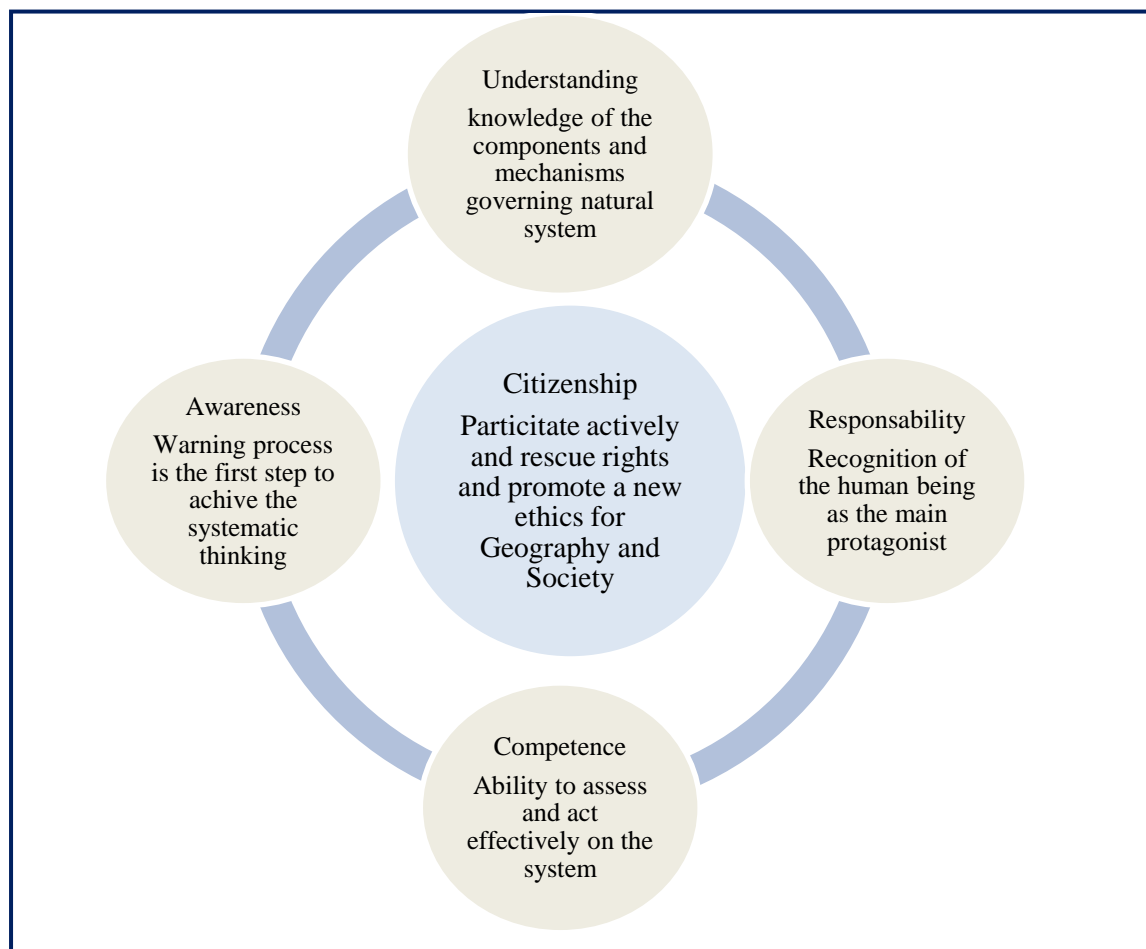 Understanding
knowledge of the
components and
mechanisms
governing natural
system
Awareness
Warning process
is the first step to
achive the
systematic
thinking
Citizenship
Particitate actively
and rescue rights
and promote a new
ethics for
Geography and
Society
Responsability
Recognition of
the human being
as the main
protagonist
Competence
Ability to assess
and act
effectively on the
system